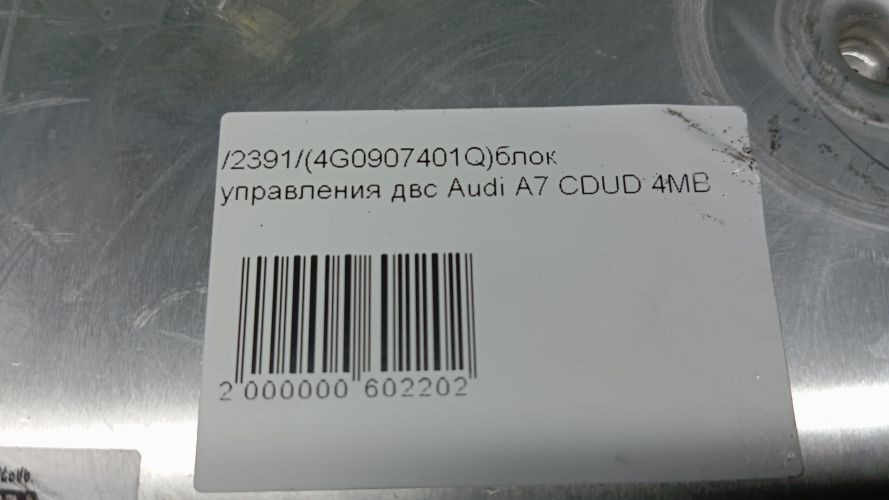 /2391/(4G0907401Q)блок
управления двс Audi A7 CDUD 4MB
2 000000 602202